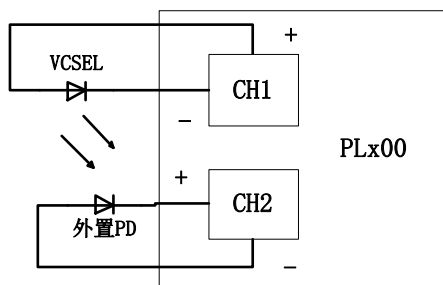 +
VCSEL
CH1
-
PLx00
+
CH2
外置PD
-